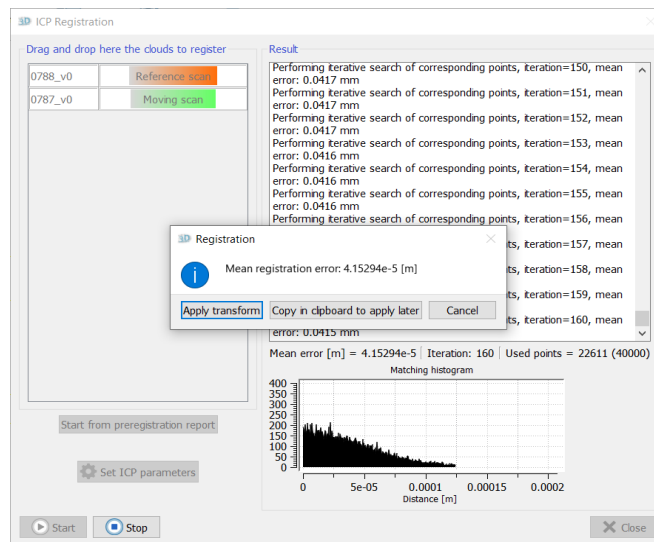 3D ICP Registration
Drag and drop here the clouds to register
0788_v0 Reference scan
0787_v0 Moving scan
Start from preregistration report
Set ICP parameters
Start Stop
Result
Performing iterative search of corresponding points, iteration=150, mean
error: 0.0417 mm
Performing iterative search of corresponding points, iteration=151, mean
error: 0.0417 mm
Performing iterative search of corresponding points, iteration=152, mean
error: 0.0417 mm
Performing iterative search of corresponding points, iteration=153, mean
error: 0.0416 mm
Performing iterative search of corresponding points, iteration=154, mean
error: 0.0416 mm
Performing iterative search of corresponding points, iteration=155, mean
error: 0.0416 mm
Performing iterative search of corresponding points, iteration=156, mean
ts, iteration=157, mean
ts, iteration=158, mean
ts, iteration=159, mean
ts, iteration=160, mean
error: 0.0415 mm
3D Registration
Mean registration error: 4.15294e-5 [m]
Apply transform Copy in clipboard to apply later Cancel
Mean error [m] = 4.15294e-5 Iteration: 160 Used points = 22611 (40000)
Matching histogram
400
350
300
250
200
150
100
50
0
0 5e-05 0.0001 0.00015 0.0002
Distance [m]
Close